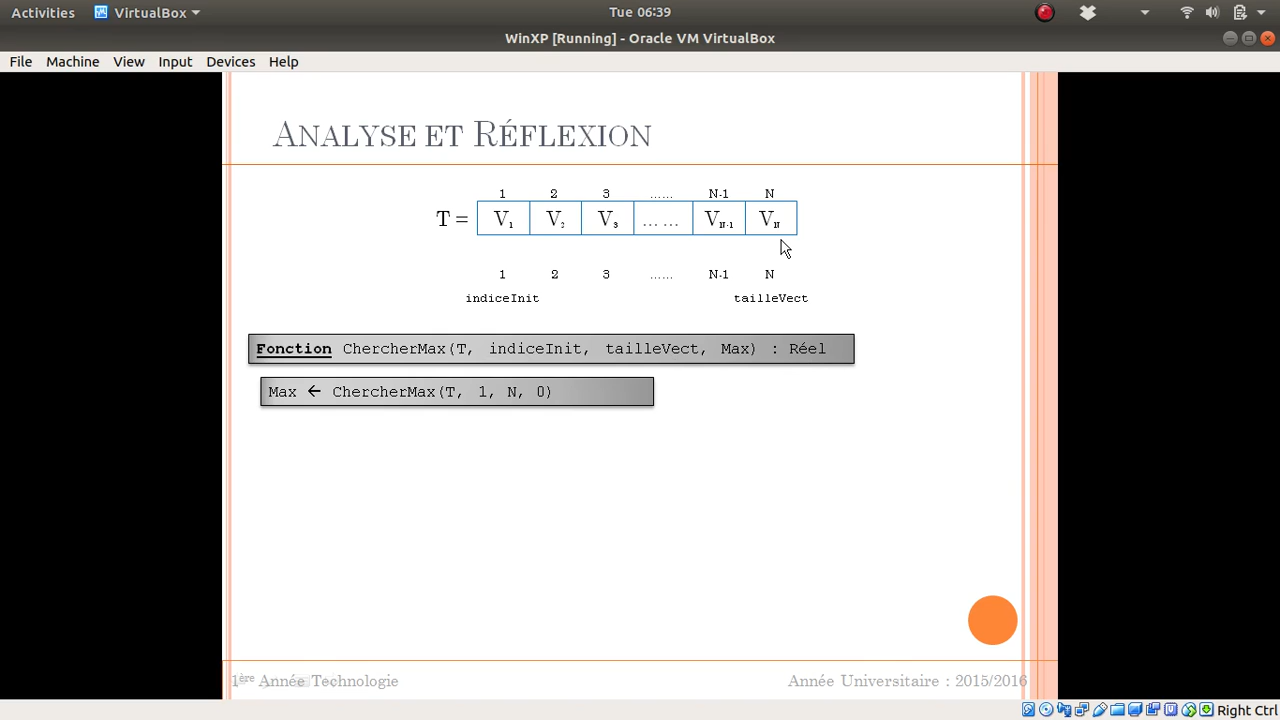 Activities VirtualBox Tue 06:39
WinXP [Running] - Oracle VM VirtualBox
File Machine View Input Devices Help
Analyse et Réflexion
1 2 3 ...... N-1 N
T = V1 V2 V3 ... ... VN-1 VN
1 2 3 ...... N-1 N
indiceInit tailleVect
Fonction ChercherMax(T, indiceInit, tailleVect, Max) : Réel
Max ← ChercherMax(T, 1, N, 0)
1ère Année Technologie Année Universitaire : 2015/2016
Right Ctrl